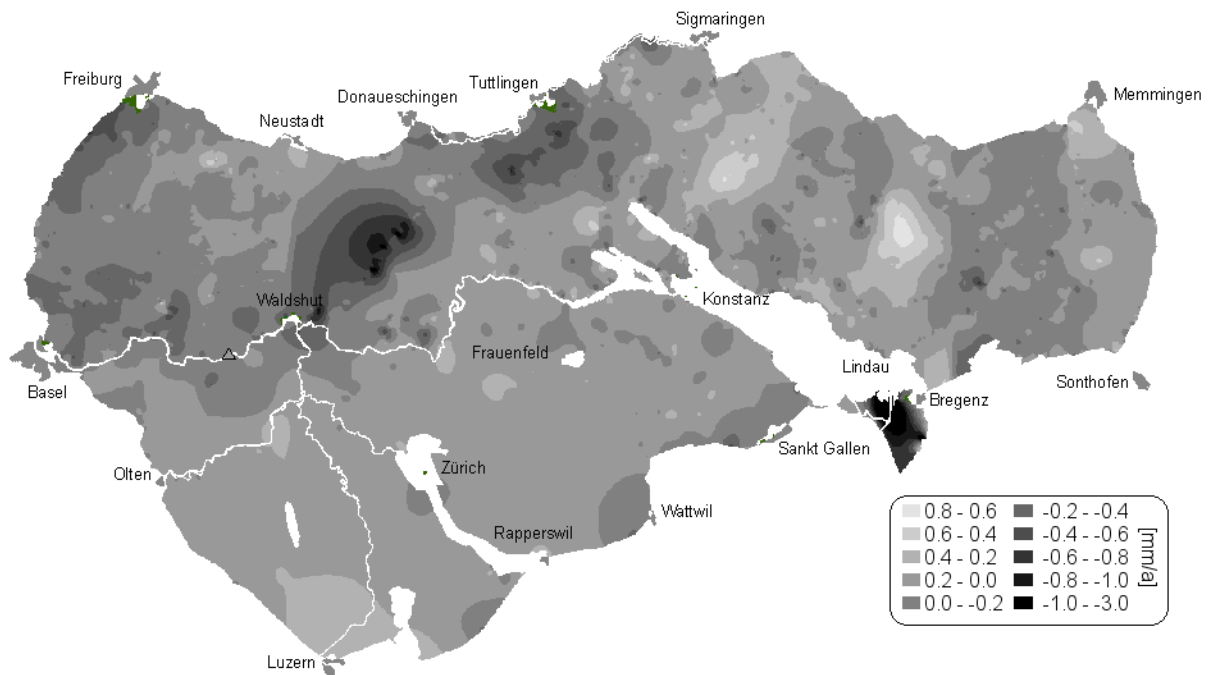 Sigmaringen
Freiburg
Tuttlingen
Memmingen
Donaueschingen
Neustadt
Waldshut
Konstanz
Frauenfeld
Lindau
Basel
Sonthofen
Bregenz
Sankt Gallen
Olten
Zürich
Wattwil
Rapperswil
Luzern
0.8 - 0.6 -0.2 - -0.4
0.6 - 0.4 -0.4 - -0.6
0.4 - 0.2 -0.6 - -0.8
0.2 - 0.0 -0.8 - -1.0
0.0 - -0.2 -1.0 - -3.0
[mm/a]